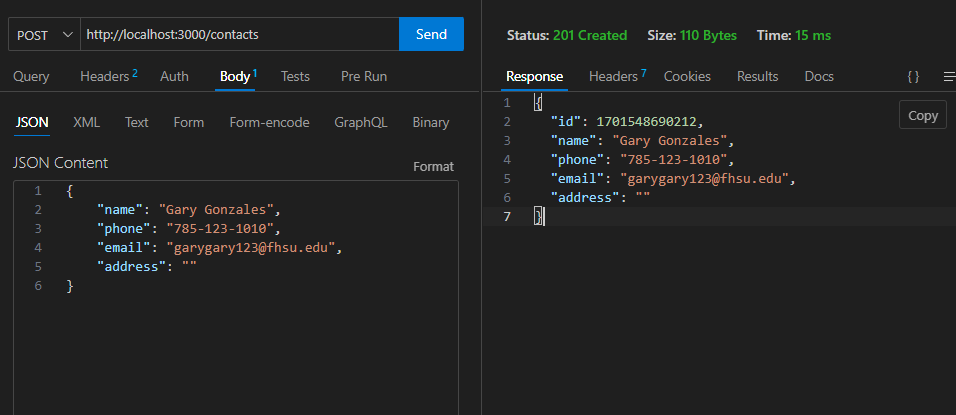 POST http://localhost:3000/contacts Send
Query Headers 2 Auth Body 1 Tests Pre Run
JSON XML Text Form Form-encode GraphQL Binary
JSON Content Format
1 {
2 "name": "Gary Gonzales",
3 "phone": "785-123-1010",
4 "email": "garygary123@fhsu.edu",
5 "address": ""
6 }
Status: 201 Created Size: 110 Bytes Time: 15 ms
Response Headers 7 Cookies Results Docs { }
Copy
1 {
2 "id": 1701548690212,
3 "name": "Gary Gonzales",
4 "phone": "785-123-1010",
5 "email": "garygary123@fhsu.edu",
6 "address": ""
7 }